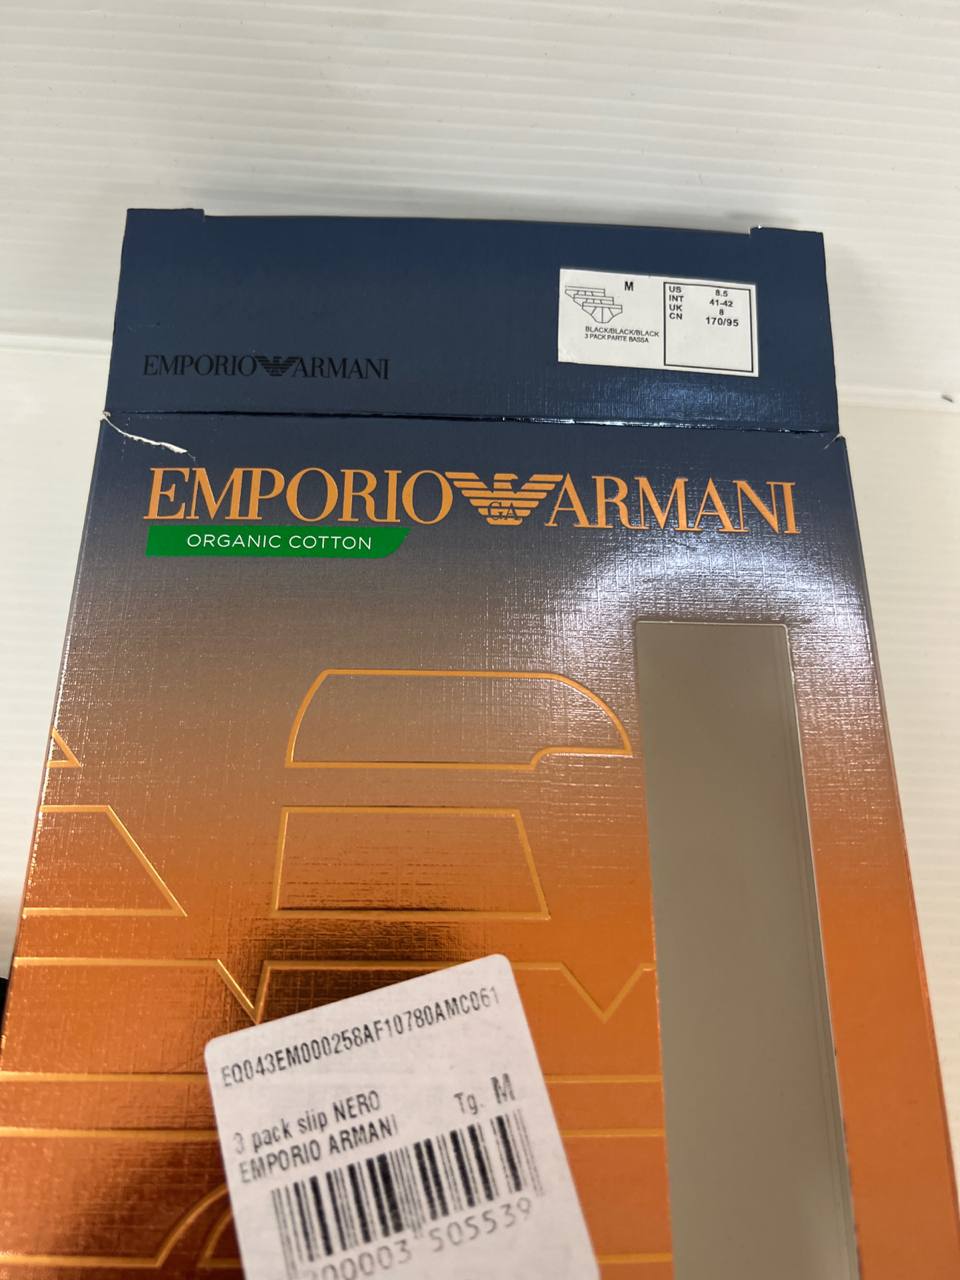 M
US 8.5
INT 41-42
UK 8
CN 170/95
BLACK/BLACK/BLACK
3 PACK PARTE BASSA
EMPORIO ARMANI
EMPORIO GA ARMANI
ORGANIC COTTON
EQ043EM000258AF10780AMC061
3 pack slip NERO Tg. M
EMPORIO ARMANI
200003 505539